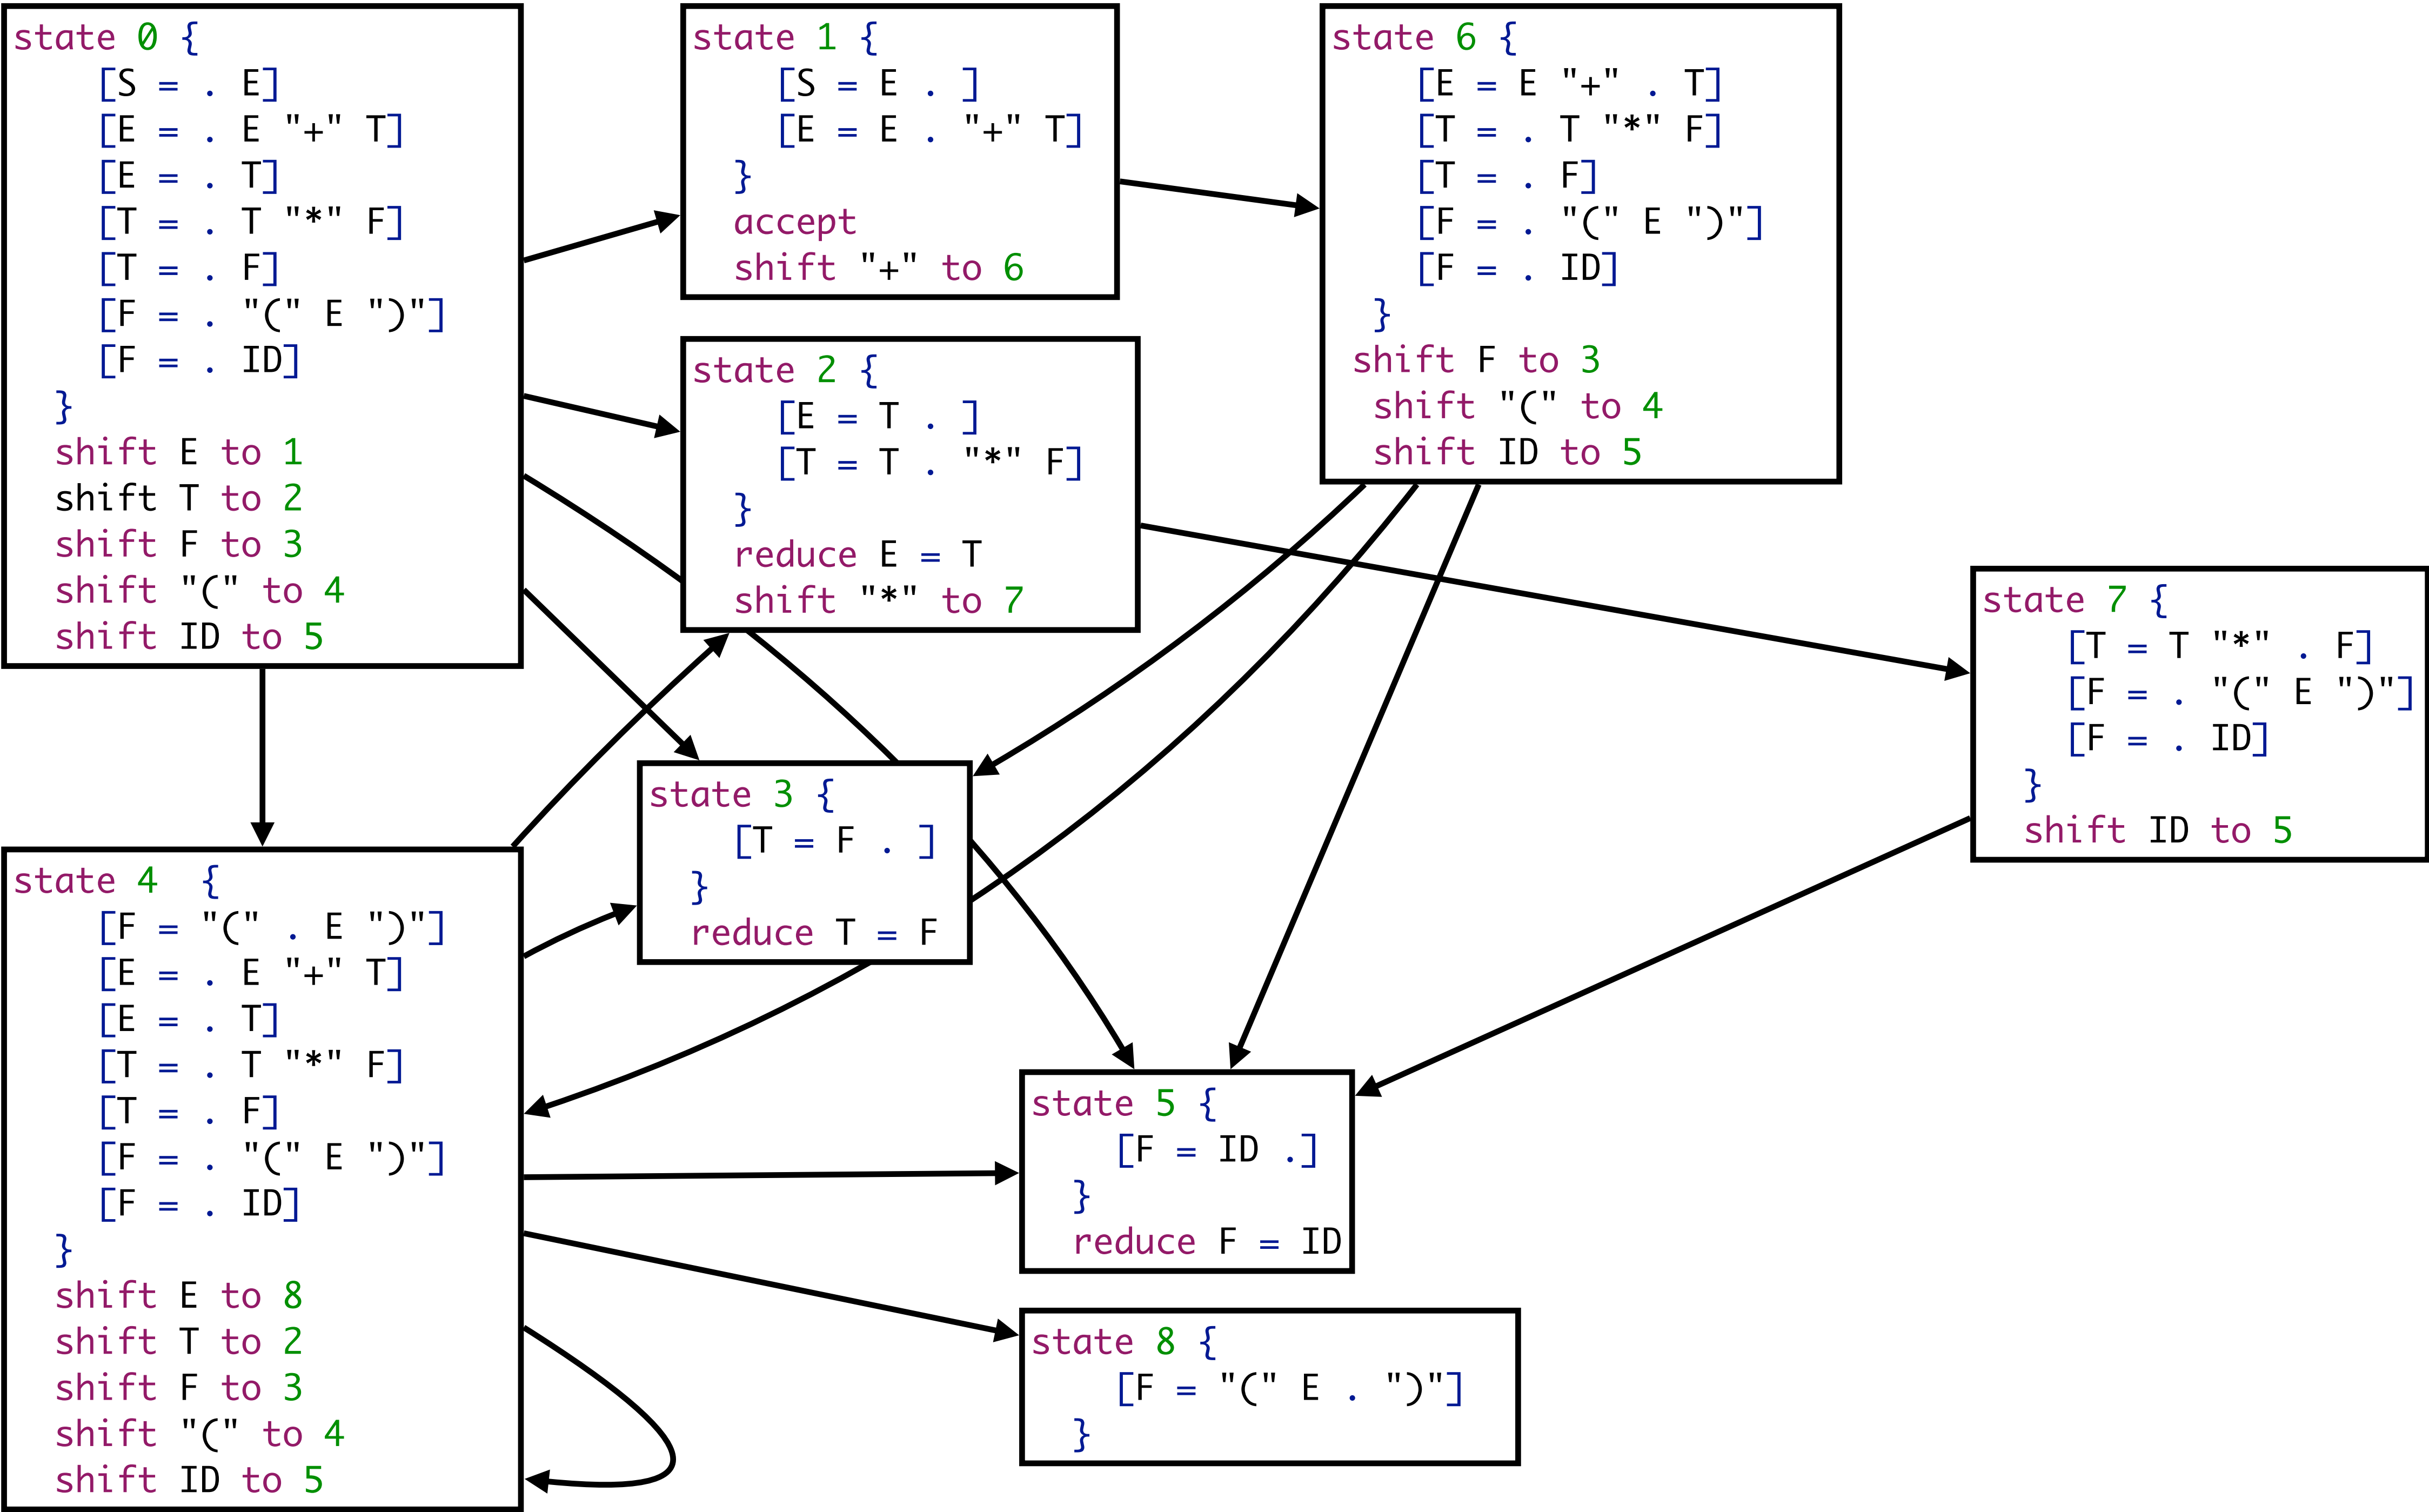 state 0 {
[S = . E]
[E = . E "+" T]
[E = . T]
[T = . T "*" F]
[T = . F]
[F = . "(" E ")"]
[F = . ID]
}
shift E to 1
shift T to 2
shift F to 3
shift "(" to 4
shift ID to 5
state 1 {
[S = E . ]
[E = E . "+" T]
}
accept
shift "+" to 6
state 6 {
[E = E "+" . T]
[T = . T "*" F]
[T = . F]
[F = . "(" E ")"]
[F = . ID]
}
shift F to 3
shift "(" to 4
shift ID to 5
state 2 {
[E = T . ]
[T = T . "*" F]
}
reduce E = T
shift "*" to 7
state 7 {
[T = T "*" . F]
[F = . "(" E ")"]
[F = . ID]
}
shift ID to 5
state 3 {
[T = F . ]
}
reduce T = F
state 4 {
[F = "(" . E ")"]
[E = . E "+" T]
[E = . T]
[T = . T "*" F]
[T = . F]
[F = . "(" E ")"]
[F = . ID]
}
shift E to 8
shift T to 2
shift F to 3
shift "(" to 4
shift ID to 5
state 5 {
[F = ID .]
}
reduce F = ID
state 8 {
[F = "(" E . ")"]
}